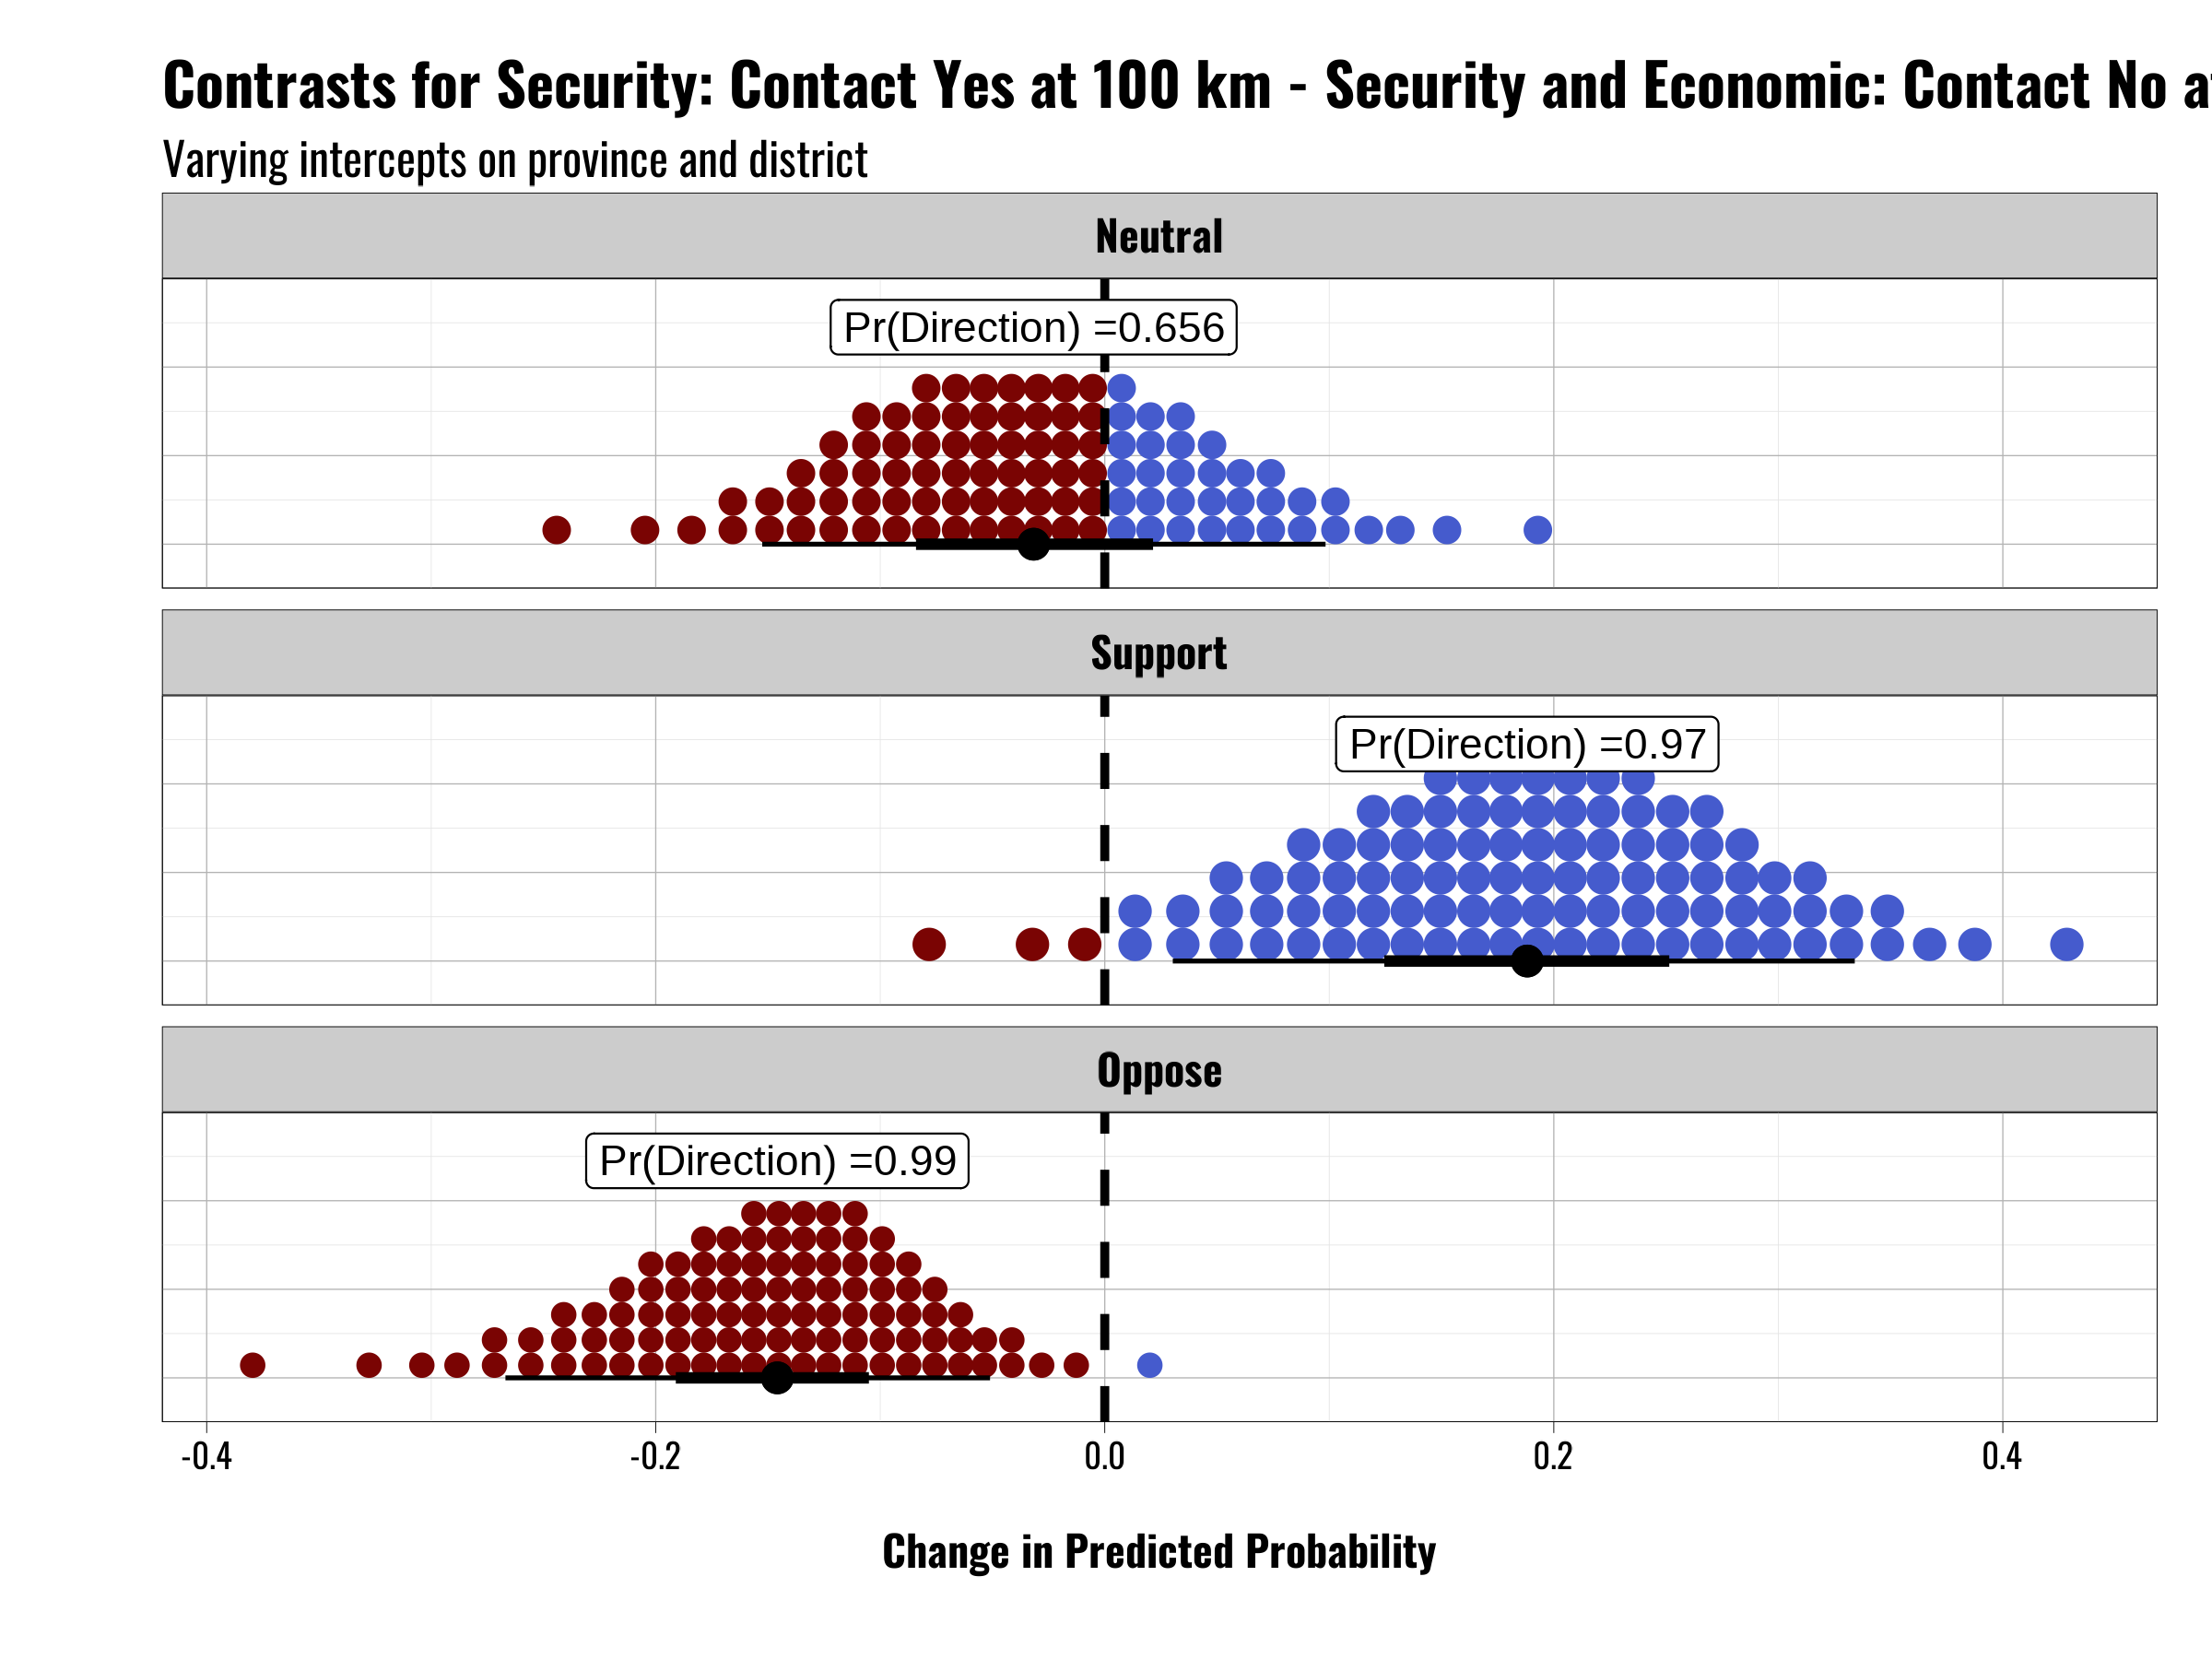 Contrasts for Security: Contact Yes at 100 km - Security and Economic: Contact No
Varying intercepts on province and district
Neutral
Pr(Direction) =0.656
Support
Pr(Direction) =0.97
Oppose
Pr(Direction) =0.99
-0.4 -0.2 0.0 0.2 0.4
Change in Predicted Probability